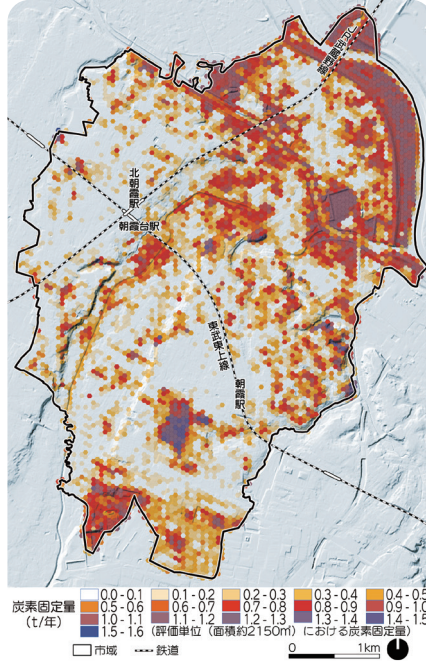 JR武蔵野線
北朝霞駅
朝霞台駅
東武東上線
朝霞駅
炭素固定量
(t/年)
0.0 - 0.1 0.1 - 0.2 0.2 - 0.3 0.3 - 0.4 0.4 - 0.5
0.5 - 0.6 0.6 - 0.7 0.7 - 0.8 0.8 - 0.9 0.9 - 1.0
1.0 - 1.1 1.1 - 1.2 1.2 - 1.3 1.3 - 1.4 1.4 - 1.5
1.5 - 1.6 (評価単位(面積約2150㎡)における炭素固定量)
市域 鉄道
0 1km